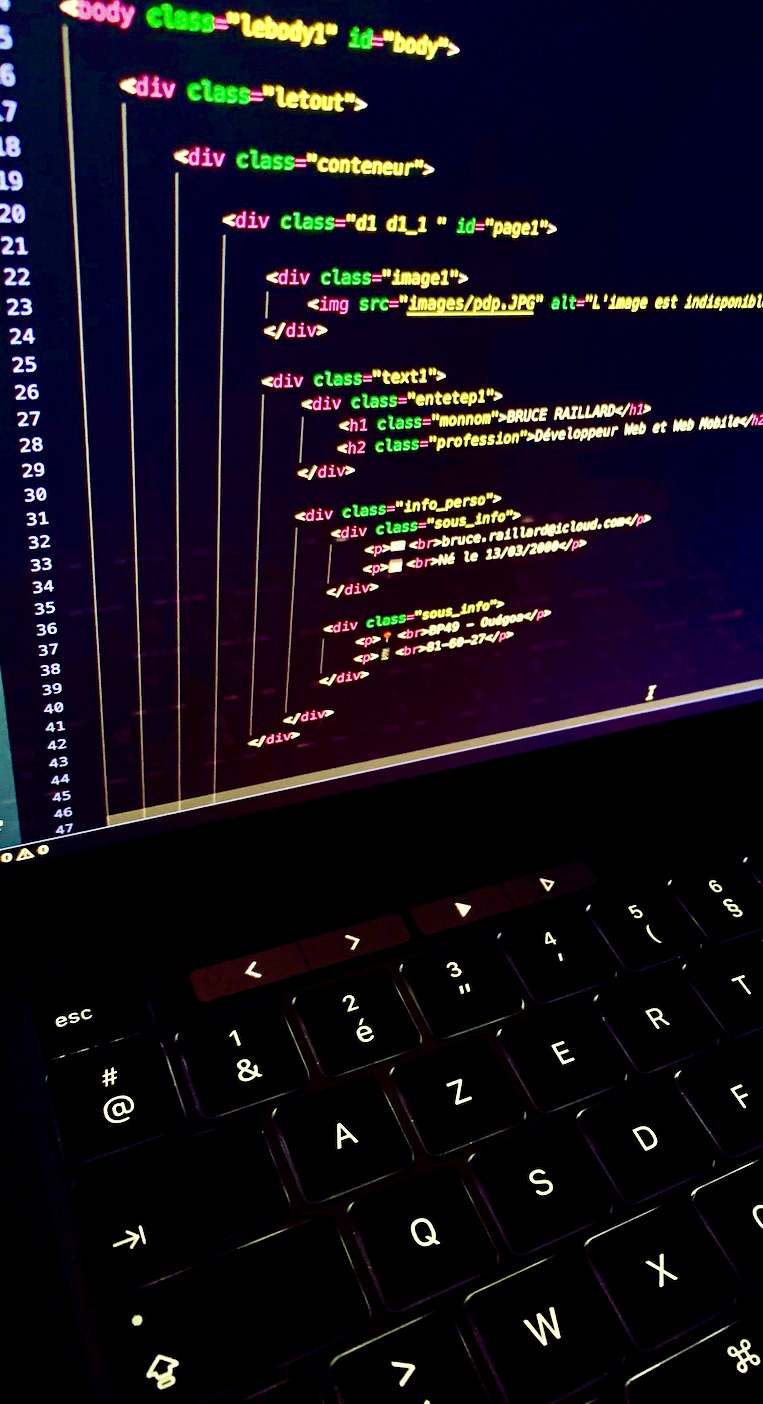 <body class="lebody1" id="body">
5
6 <div class="letout">
17
18 <div class="conteneur">
19
20 <div class="d1 d1_1 " id="page1">
21
22 <div class="image1">
23 <img src="images/pdp.JPG" alt="L'image est indisponible
24 </div>
25
26 <div class="text1">
27 <div class="entetep1">
28 <h1 class="monnom">BRUCE RAILLARD</h1>
29 <h2 class="profession">Développeur Web et Web Mobile</h2
30 </div>
31
32 <div class="info_perso">
33 <div class="sous_info">
34 <p> <br>bruce.raillard@icloud.com</p>
35 <p> <br>Né le 13/03/2000</p>
36 </div>
37
38 <div class="sous_info">
39 <p>📍 <br>BP49 - Ouégoa</p>
40 <p> <br>81-60-27</p>
41 </div>
42
43 </div>
44 </div>
45
46
47
0 ⚠ 0
< > ▶ ▷
esc
# 1 2 3 4 5 6
@ & é " ' ( §
A Z E R T
→| Q S D F
> W X
⌘